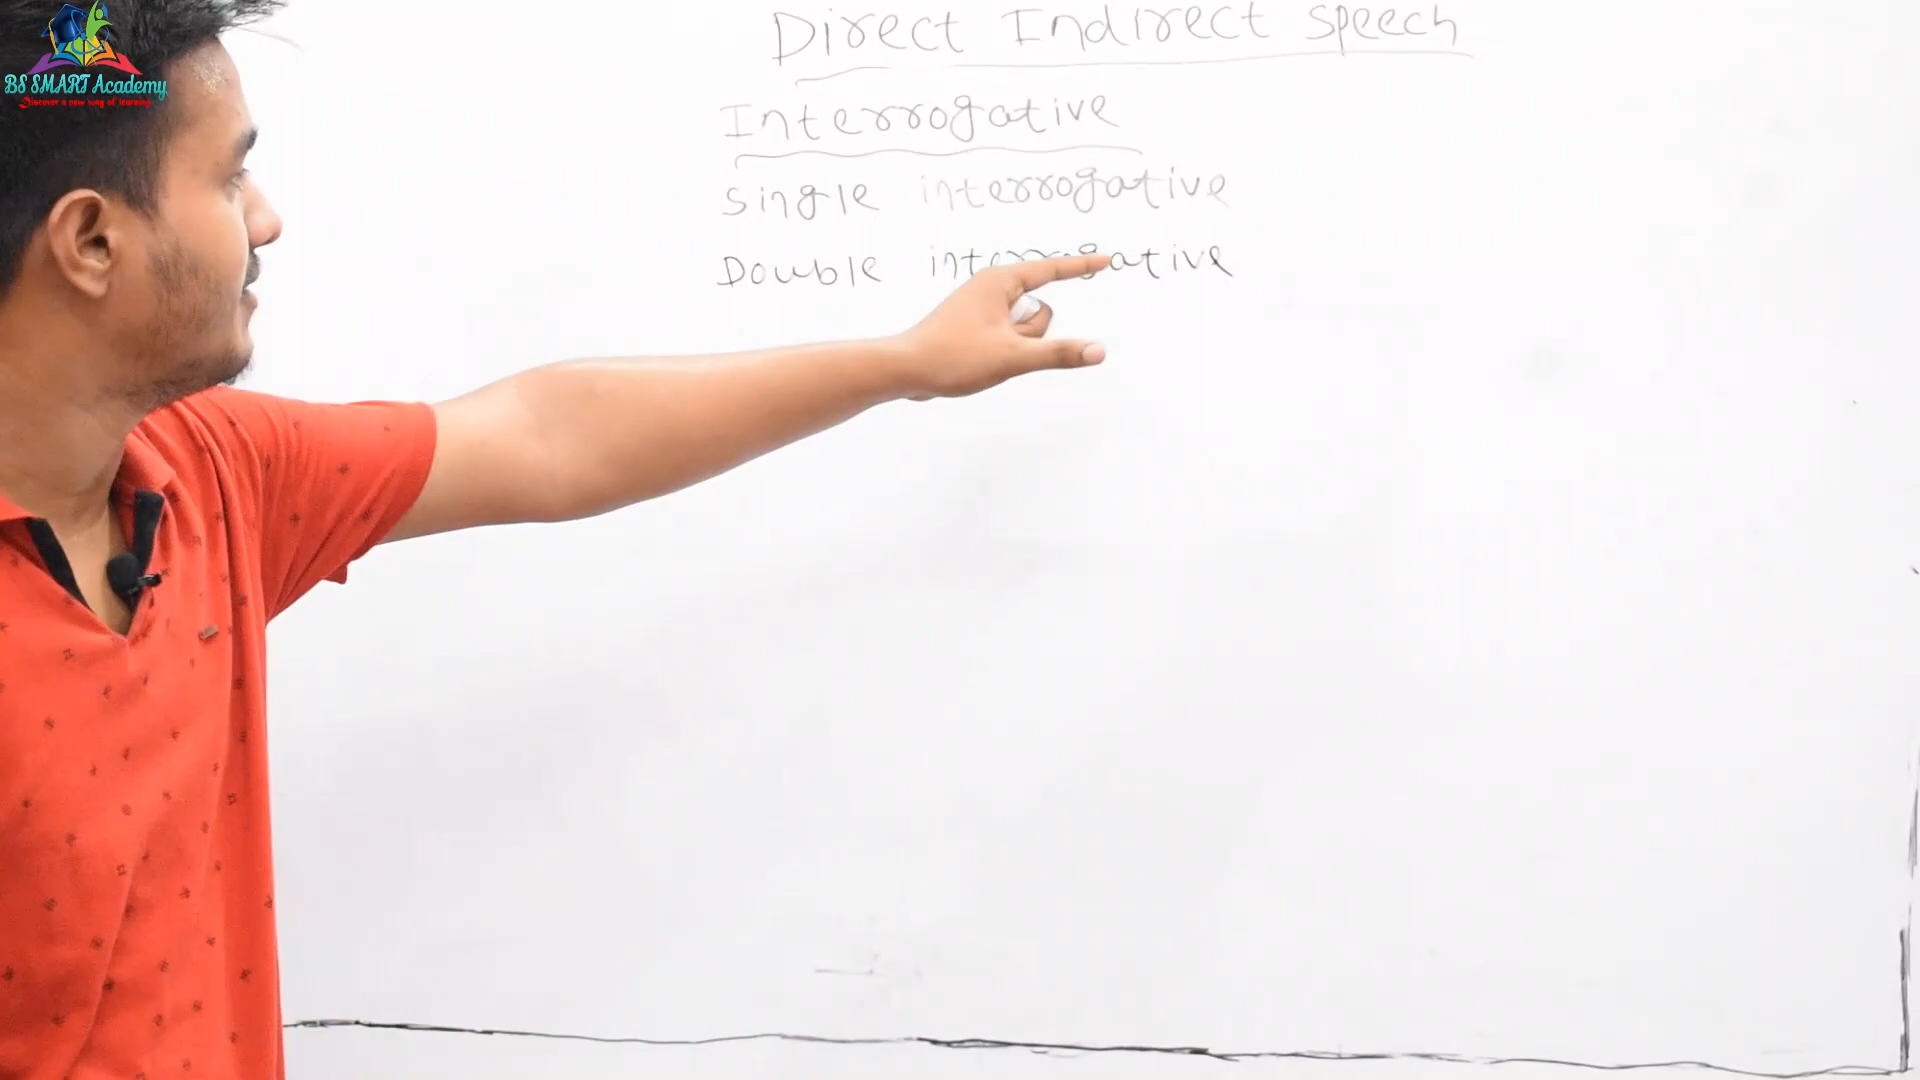 BS SMART Academy
Discover a new way of learning
Direct Indirect Speech
Interrogative
Single interrogative
Double interrogative